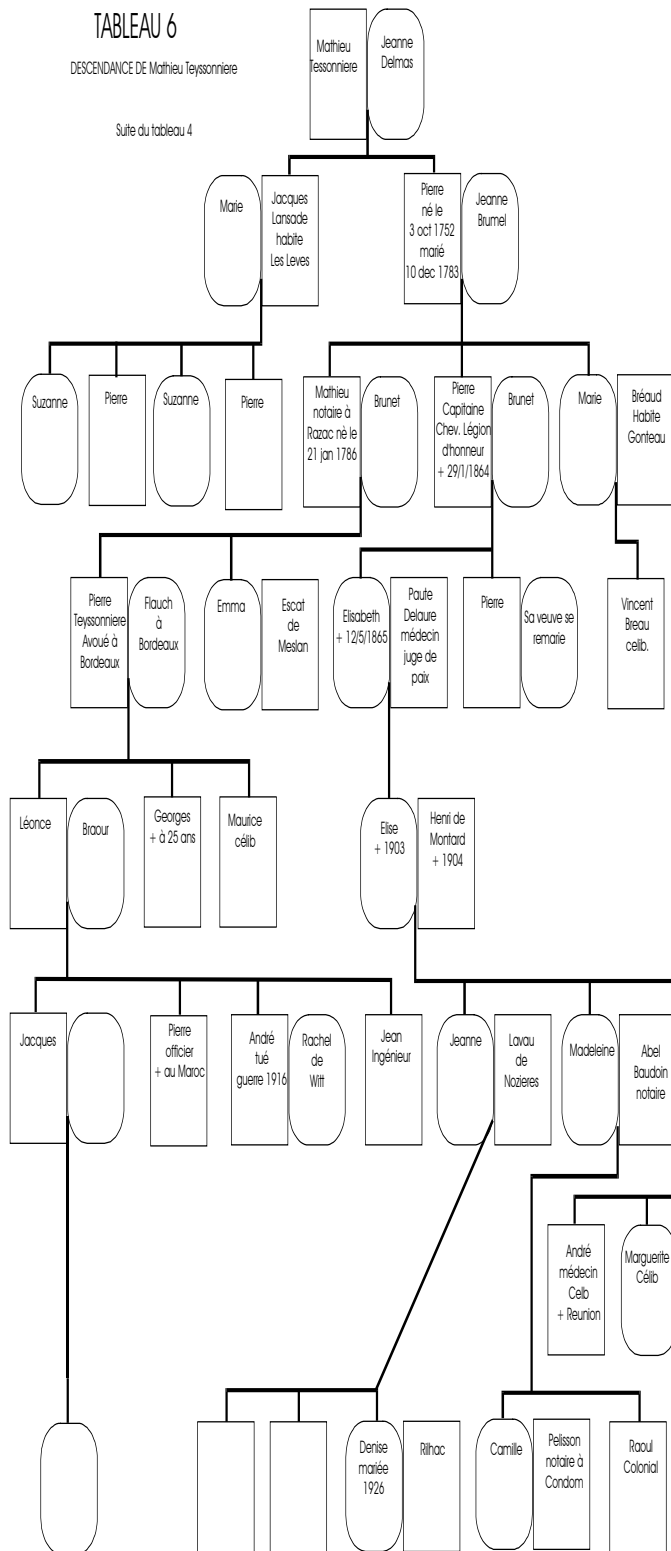 TABLEAU 6
DESCENDANCE DE Mathieu Teyssonniere
Suite du tableau 4
Mathieu
Tessonniere
Jeanne
Delmas
Marie
Jacques
Lansade
habite
Les Leves
Pierre
né le
3 oct 1752
marié
10 dec 1783
Jeanne
Brumel
Suzanne
Pierre
Suzanne
Pierre
Mathieu
notaire à
Razac nè le
21 jan 1786
Brunet
Pierre
Capitaine
Chev. Légion
d'honneur
+ 29/1/1864
Brunet
Marie
Bréaud
Habite
Gonteau
Pierre
Teyssonniere
Avoué à
Bordeaux
Flauch
à
Bordeaux
Emma
Escat
de
Meslan
Elisabeth
+ 12/5/1865
Paute
Delaure
médecin
juge de
paix
Pierre
Sa veuve se
remarie
Vincent
Breau
celib.
Léonce
Braour
Georges
+ à 25 ans
Maurice
célib
Elise
+ 1903
Henri de
Montard
+ 1904
Jacques
Pierre
officier
+ au Maroc
André
tué
guerre 1916
Rachel
de
Witt
Jean
Ingénieur
Jeanne
Lavau
de
Nozieres
Madeleine
Abel
Baudoin
notaire
André
médecin
Celb
+ Reunion
Marguerite
Célib
Denise
mariée
1926
Rilhac
Camille
Pelisson
notaire à
Condom
Raoul
Colonial